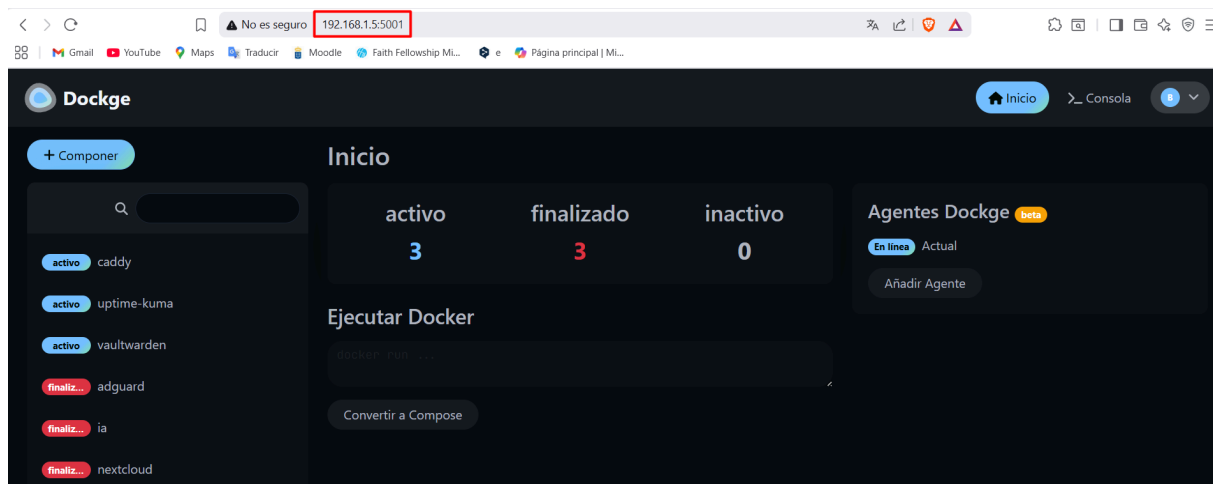 No es seguro 192.168.1.5:5001
Gmail YouTube Maps Traducir Moodle Faith Fellowship Mi... e Página principal | Mi...
Dockge
Inicio
Consola
B
+ Componer
Inicio
activo finalizado inactivo
3 3 0
Agentes Dockge beta
En línea Actual
Añadir Agente
activo caddy
activo uptime-kuma
activo vaultwarden
finaliz... adguard
finaliz... ia
finaliz... nextcloud
Ejecutar Docker
docker run ...
Convertir a Compose